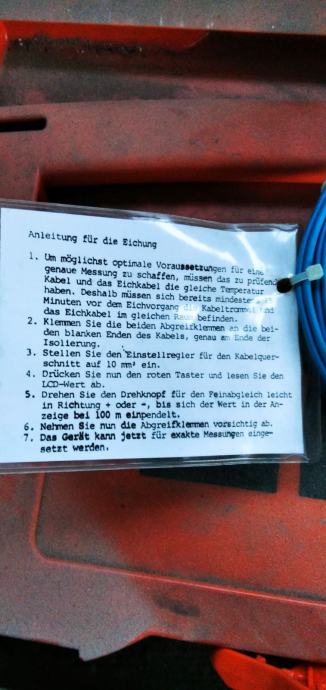 Anleitung für die Eichung
1. Um möglichst optimale Voraussetzungen für eine
genaue Messung zu schaffen, müssen das zu prüfende
Kabel und das Eichkabel die gleiche Temperatur
haben. Deshalb müssen sich bereits mindestens
Minuten vor dem Eichvorgang die Kabeltrommel und
das Eichkabel im gleichen Raum befinden.
2. Klemmen Sie die beiden Abgreifklemmen an die bei-
den blanken Enden des Kabels, genau am Ende der
Isolierung.
3. Stellen Sie den Einstellregler für den Kabelquer-
schnitt auf 10 mm² ein.
4. Drücken Sie nun den roten Taster und lesen Sie den
LCD-Wert ab.
5. Drehen Sie den Drehknopf für den Feinabgleich leicht
in Richtung + oder -, bis sich der Wert in der An-
zeige bei 100 m einpendelt.
6. Nehmen Sie nun die Abgreifklemmen vorsichtig ab.
7. Das Gerät kann jetzt für exakte Messungen einge-
setzt werden.